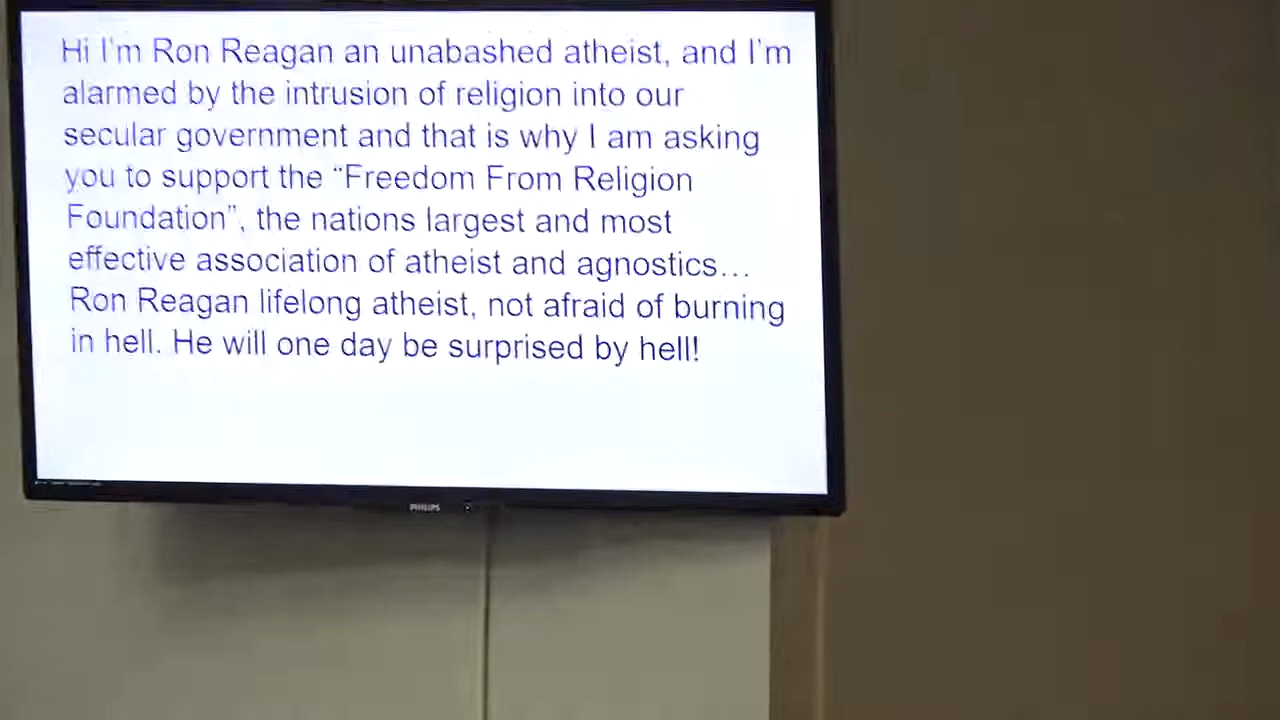 Hi I'm Ron Reagan an unabashed atheist, and I'm
alarmed by the intrusion of religion into our
secular government and that is why I am asking
you to support the “Freedom From Religion
Foundation”, the nations largest and most
effective association of atheist and agnostics…
Ron Reagan lifelong atheist, not afraid of burning
in hell. He will one day be surprised by hell!
PHILIPS